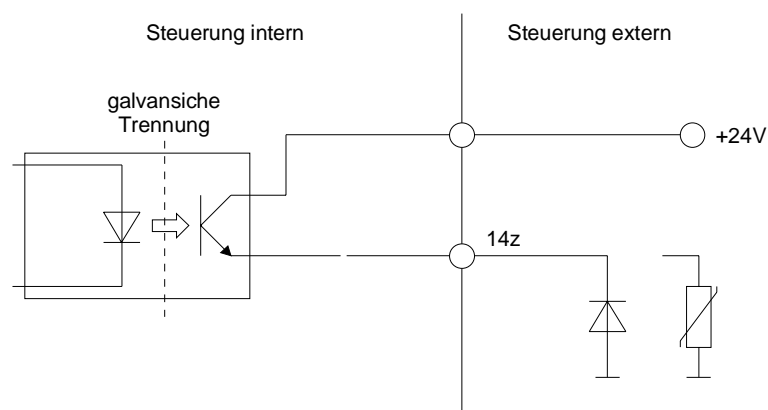 Steuerung intern
Steuerung extern
galvansiche
Trennung
+24V
14z